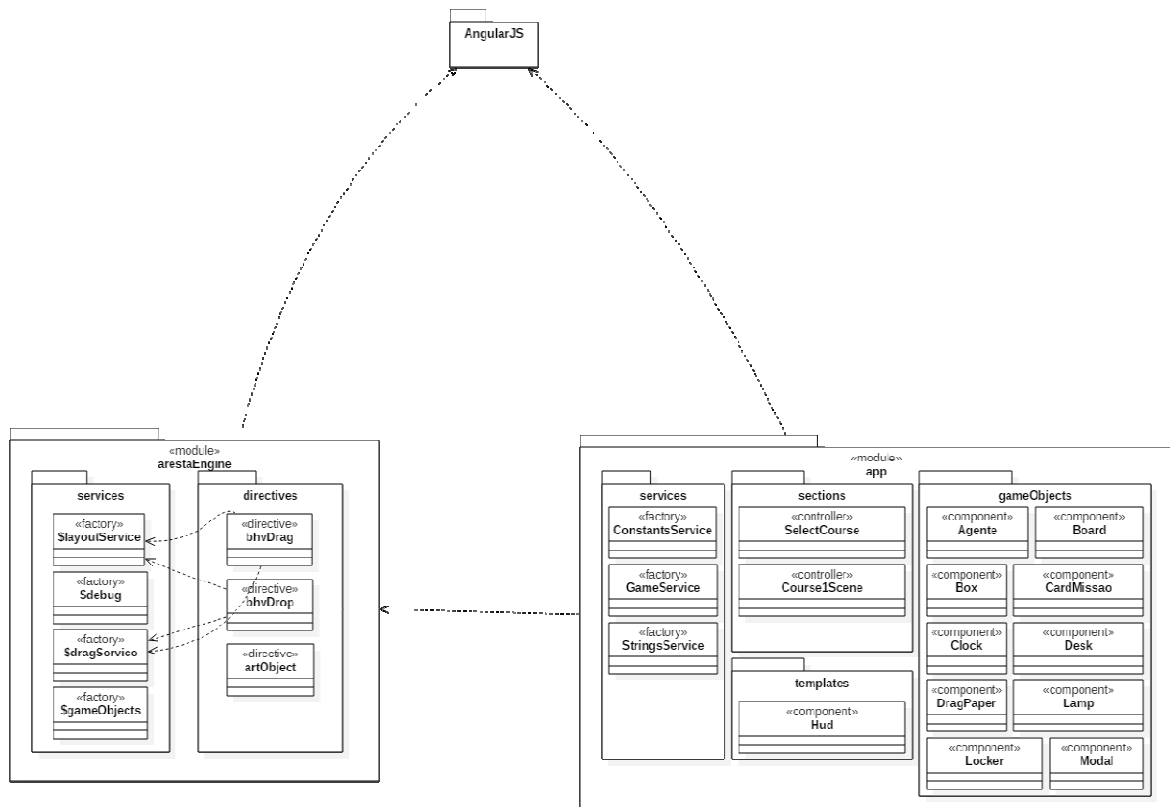 AngularJS
«module»
arestaEngine
services
«factory»
$layoutService
«factory»
$debug
«factory»
$dragService
«factory»
$gameObjects
directives
«directive»
bhvDrag
«directive»
bhvDrop
«directive»
artObject
«module»
app
services
«factory»
ConstantsService
«factory»
GameService
«factory»
StringsService
sections
«controller»
SelectCourse
«controller»
Course1Scene
templates
«component»
Hud
gameObjects
«component» «component»
Agente Board
«component» «component»
Box CardMissao
«component» «component»
Clock Desk
«component» «component»
DragPaper Lamp
«component» «component»
Locker Modal